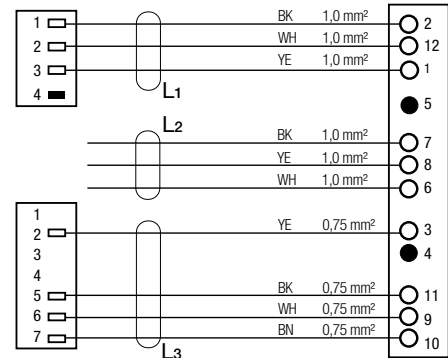 1 BK 1,0 mm² 2
2 WH 1,0 mm² 12
3 YE 1,0 mm² 1
4 L1 5
L2
BK 1,0 mm² 7
YE 1,0 mm² 8
WH 1,0 mm² 6
1
2 YE 0,75 mm² 3
3 4
4
5 BK 0,75 mm² 11
6 WH 0,75 mm² 9
7 BN 0,75 mm² 10
L3